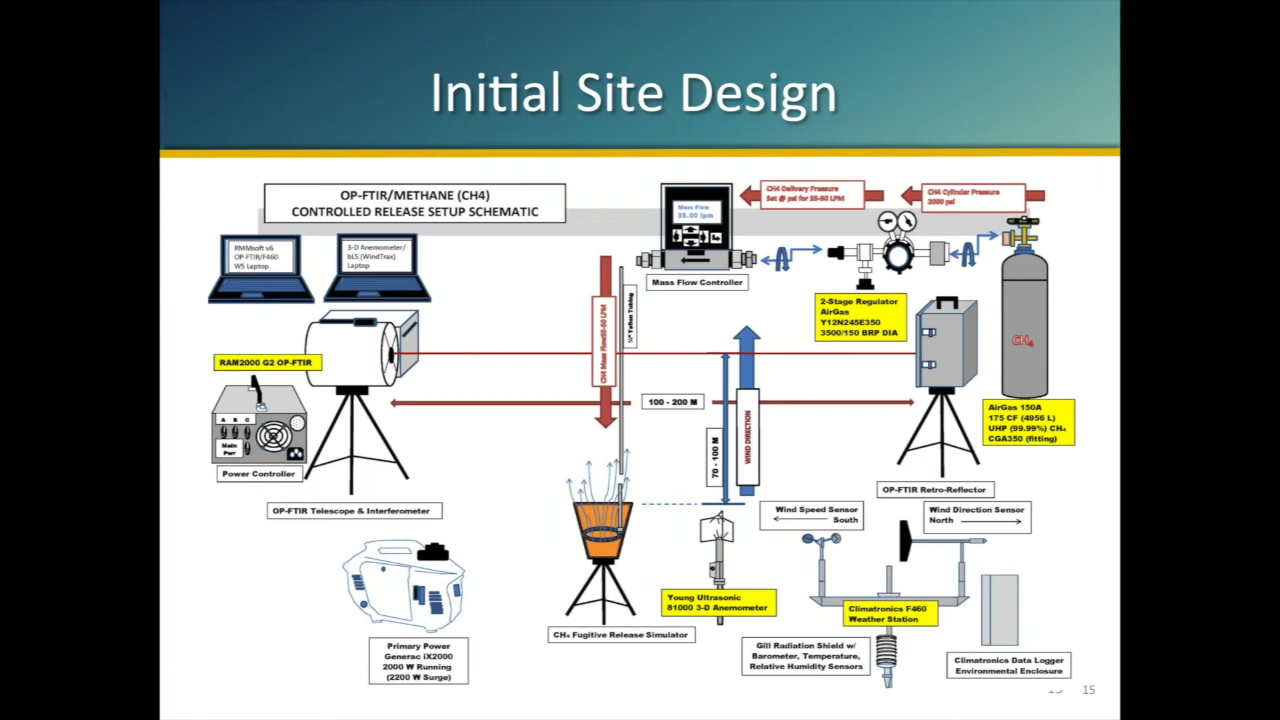 Initial Site Design
OP-FTIR/METHANE (CH4)
CONTROLLED RELEASE SETUP SCHEMATIC
Mass Flow
35.00 lpm
CH4 Delivery Pressure
Set @ psi for 35-50 LPM
CH4 Cylinder Pressure
2000 psi
RMMsoft v6
OP-FTIR/F460
WS Laptop
3-D Anemometer/
bLS (WindTrax)
Laptop
Mass Flow Controller
2-Stage Regulator
AirGas
Y12N245E350
3500/150 BRP DIA
CH4 Mass Flow35-50 LPM
¼" Teflon Tubing
CH₄
RAM2000 G2 OP-FTIR
A B C
Main
Pwr
Power Controller
100 - 200 M
70 - 100 M
WIND DIRECTION
AirGas 150A
175 CF (4956 L)
UHP (99.99%) CH₄
CGA350 (fitting)
OP-FTIR Telescope & Interferometer
OP-FTIR Retro-Reflector
Wind Speed Sensor
South
Wind Direction Sensor
North
Young Ultrasonic
81000 3-D Anemometer
Climatronics F460
Weather Station
CH₄ Fugitive Release Simulator
Primary Power
Generac iX2000
2000 W Running
(2200 W Surge)
Gill Radiation Shield w/
Barometer, Temperature,
Relative Humidity Sensors
Climatronics Data Logger
Environmental Enclosure
15